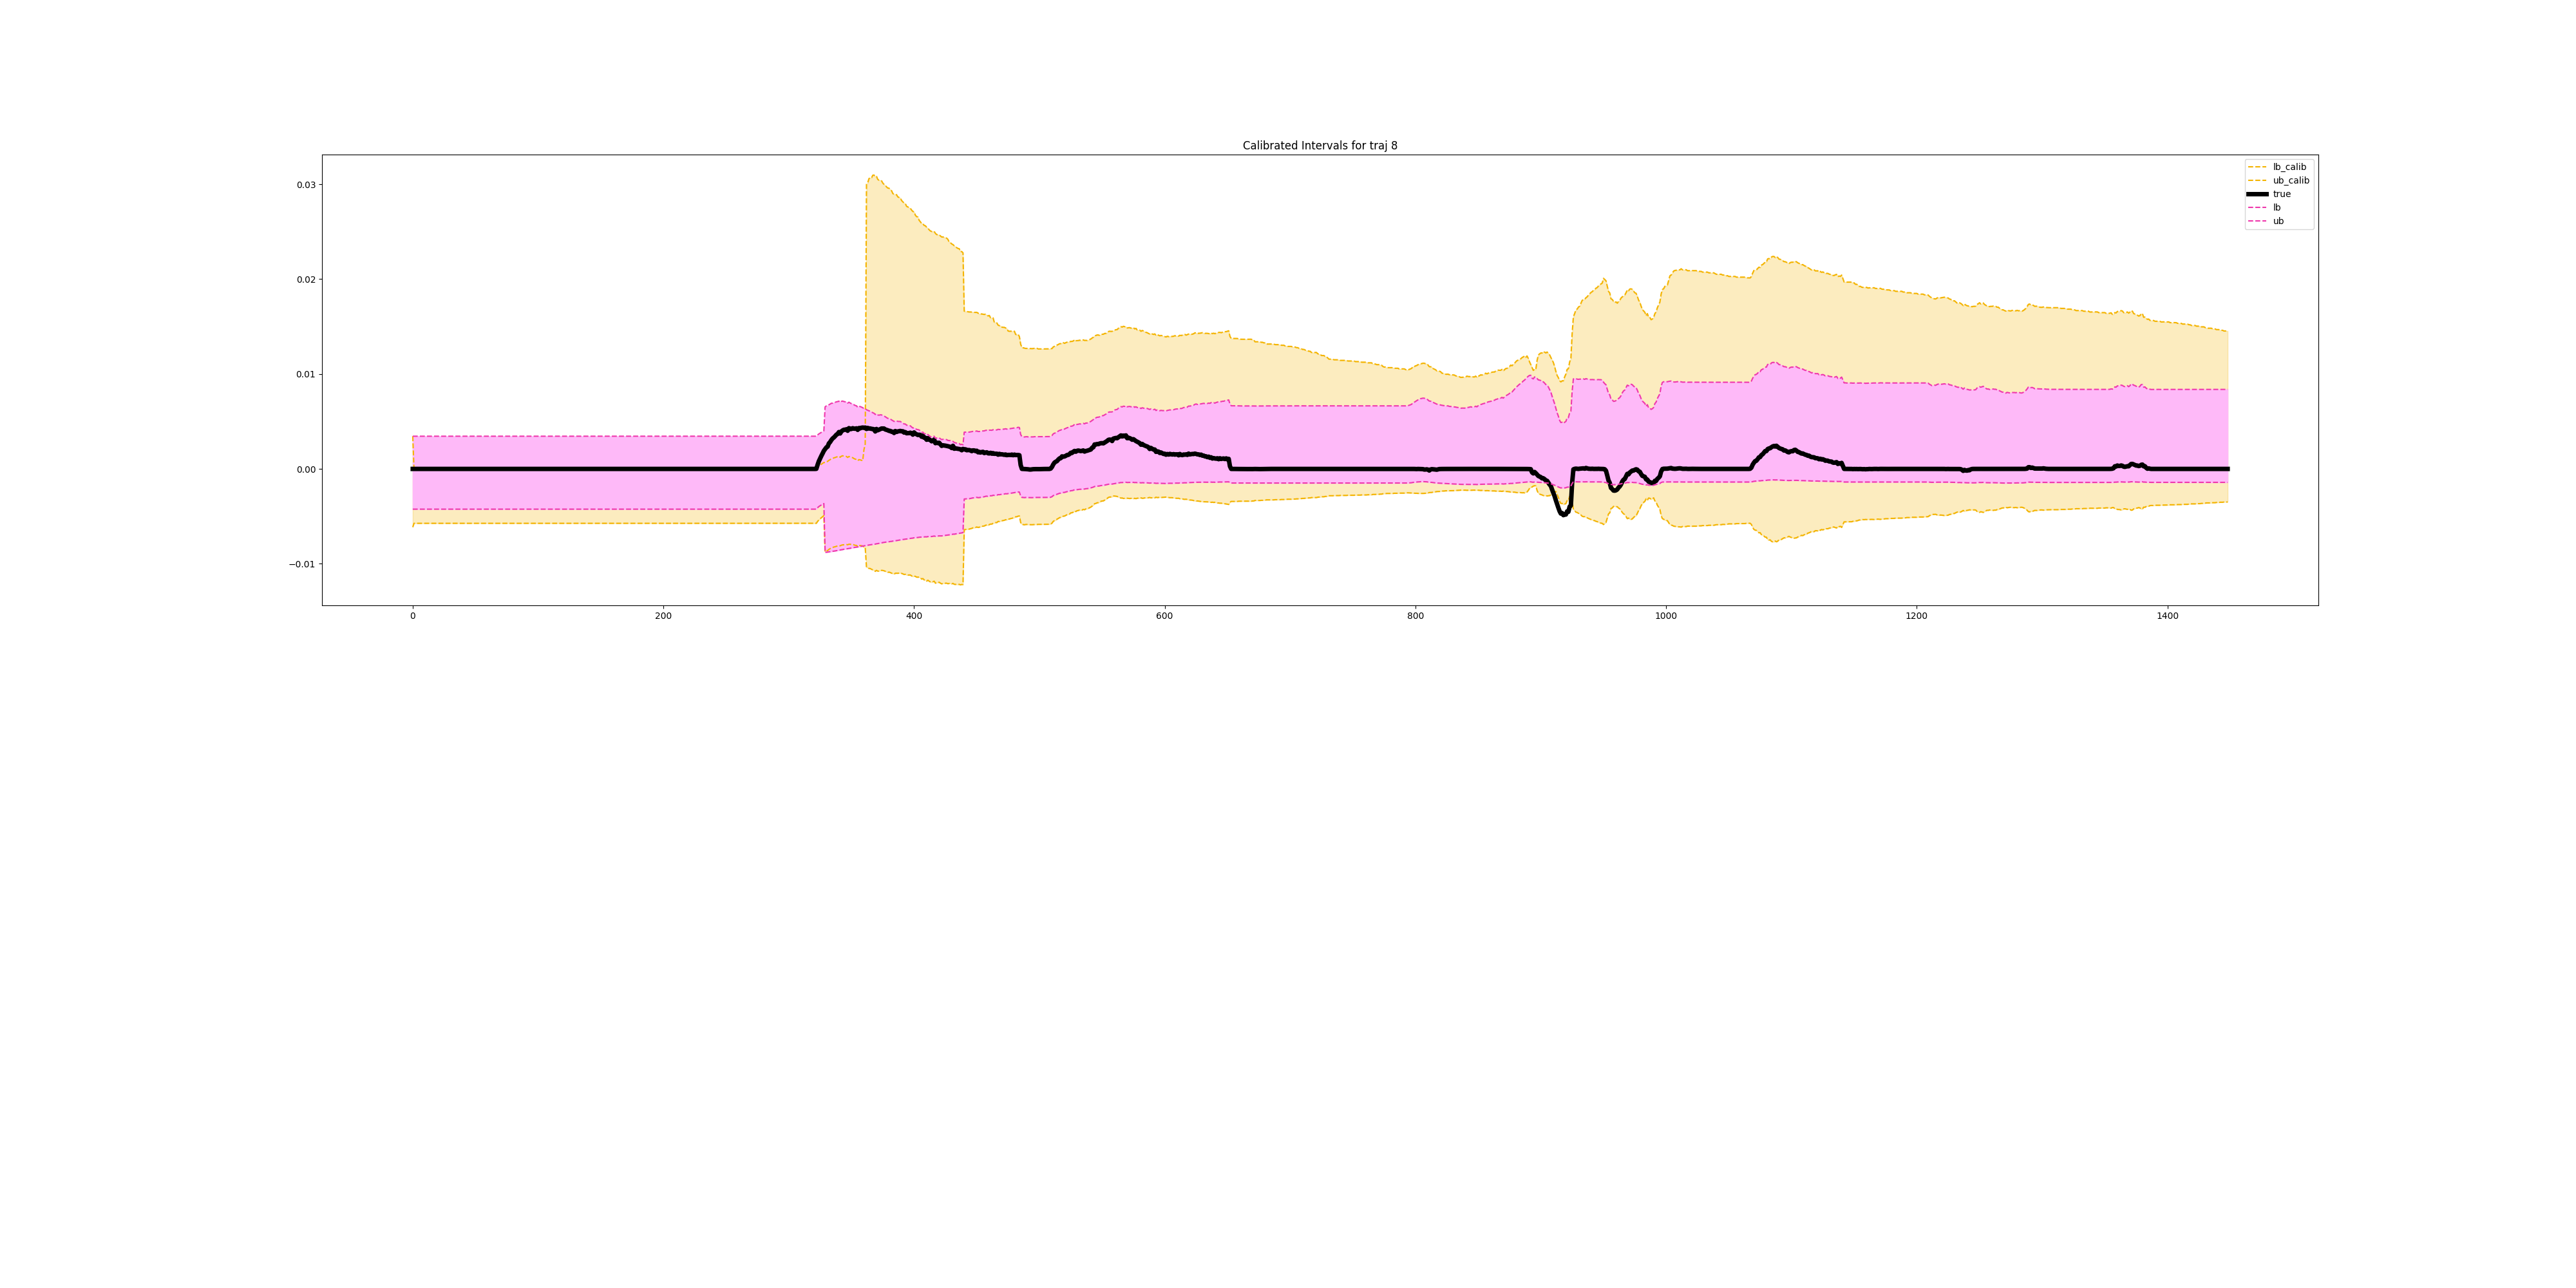 Calibrated Intervals for traj 8
lb_calib
ub_calib
true
lb
ub
0.03
0.02
0.01
0.00
−0.01
0 200 400 600 800 1000 1200 1400